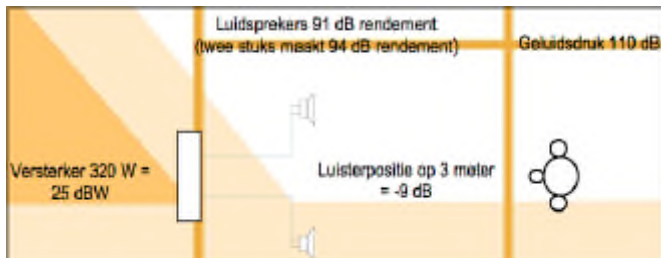 Luidsprekers 91 dB rendement
(twee stuks maakt 94 dB rendement)
Geluidsdruk 110 dB
Versterker 320 W =
25 dBW
Luisterpositie op 3 meter
= -9 dB